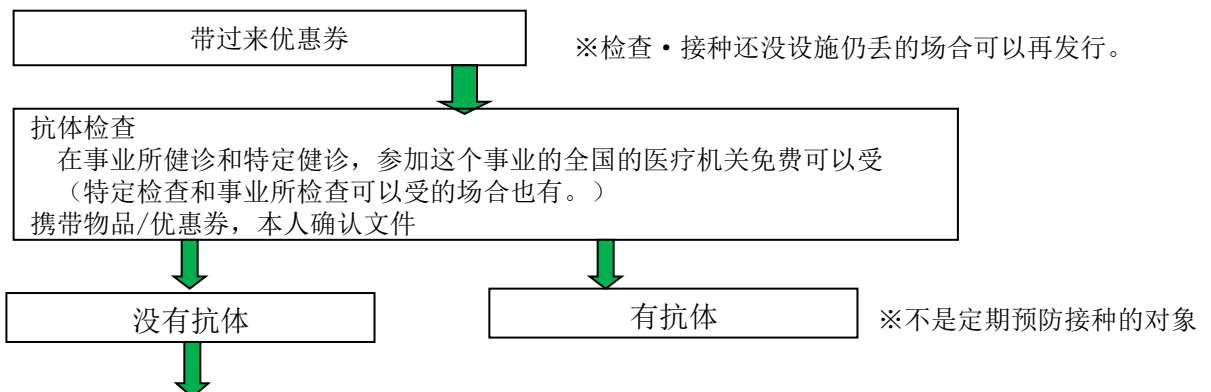 带过来优惠券
※检查・接种还没设施仍丢的场合可以再发行。
抗体检查
在事业所健诊和特定健诊，参加这个事业的全国的医疗机关免费可以受
（特定检查和事业所检查可以受的场合也有。）
携带物品/优惠券，本人确认文件
没有抗体
有抗体
※不是定期预防接种的对象